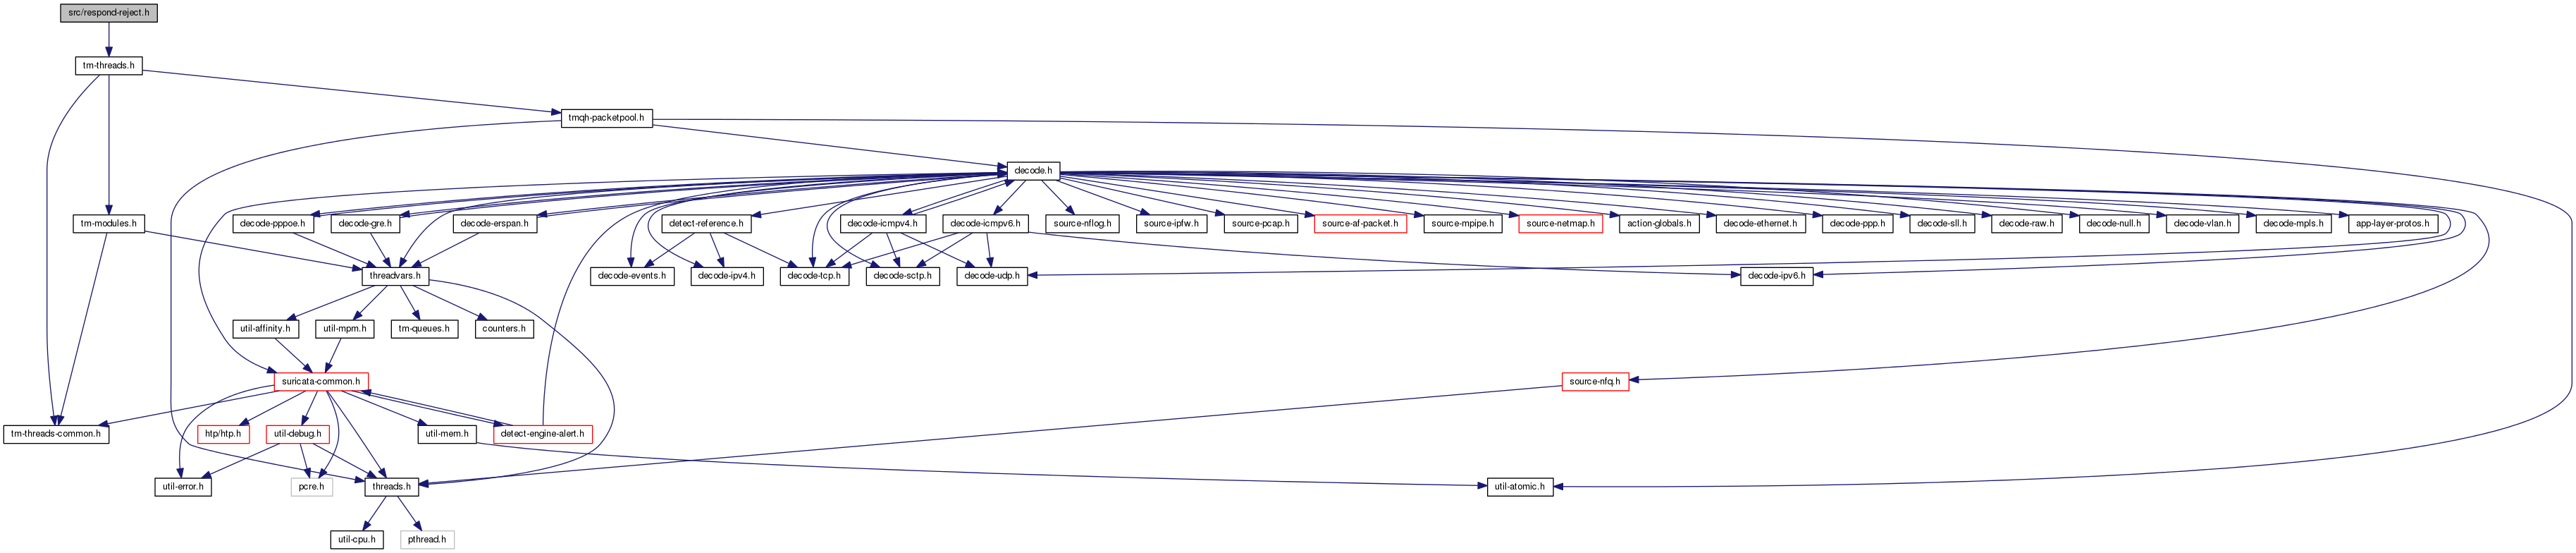 src/respond-reject.h
tm-threads.h
tmqh-packetpool.h
decode.h
tm-modules.h
decode-pppoe.h
decode-gre.h
decode-erspan.h
detect-reference.h
decode-icmpv4.h
decode-icmpv6.h
source-nflog.h
source-ipfw.h
source-pcap.h
source-af-packet.h
source-mpipe.h
source-netmap.h
action-globals.h
decode-ethernet.h
decode-ppp.h
decode-sll.h
decode-raw.h
decode-null.h
decode-vlan.h
decode-mpls.h
app-layer-protos.h
threadvars.h
decode-events.h
decode-ipv4.h
decode-tcp.h
decode-sctp.h
decode-udp.h
decode-ipv6.h
util-affinity.h
util-mpm.h
tm-queues.h
counters.h
suricata-common.h
source-nfq.h
tm-threads-common.h
htp/htp.h
util-debug.h
util-mem.h
detect-engine-alert.h
util-error.h
pcre.h
threads.h
util-atomic.h
util-cpu.h
pthread.h